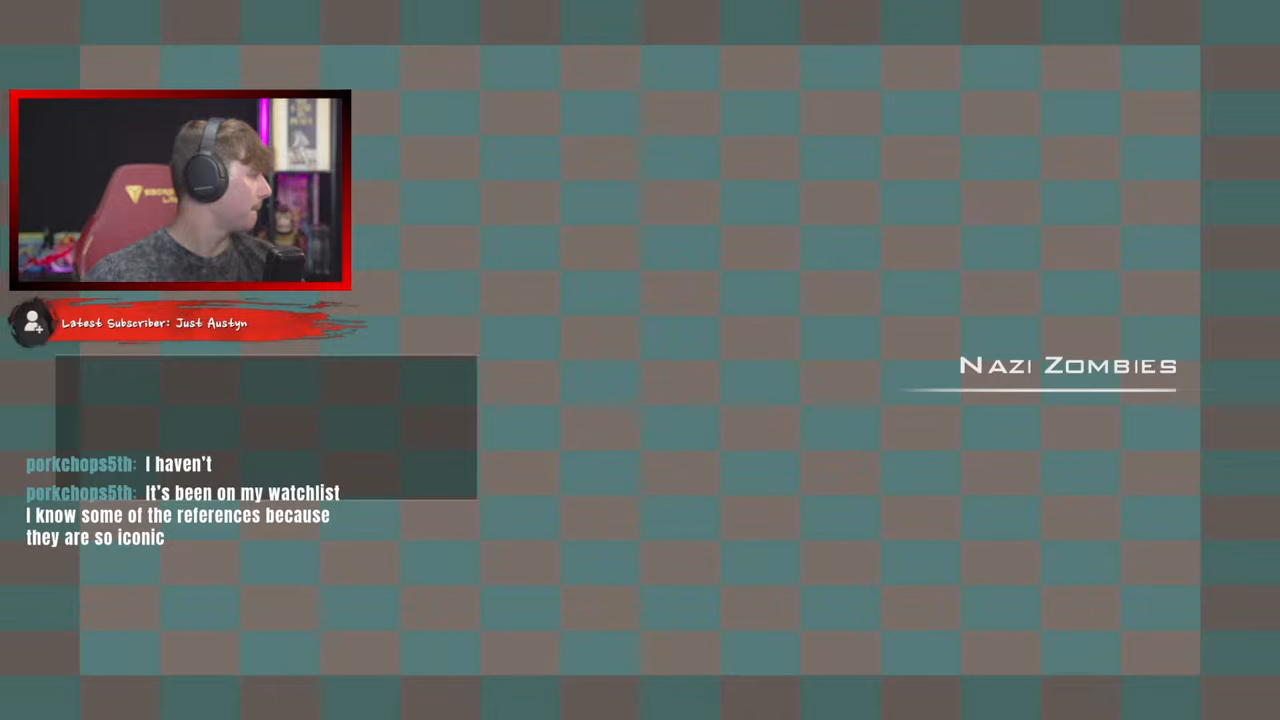 Latest Subscriber: Just Austyn
Nazi Zombies
porkchops5th: I haven't
porkchops5th: It's been on my watchlist
I know some of the references because
they are so iconic